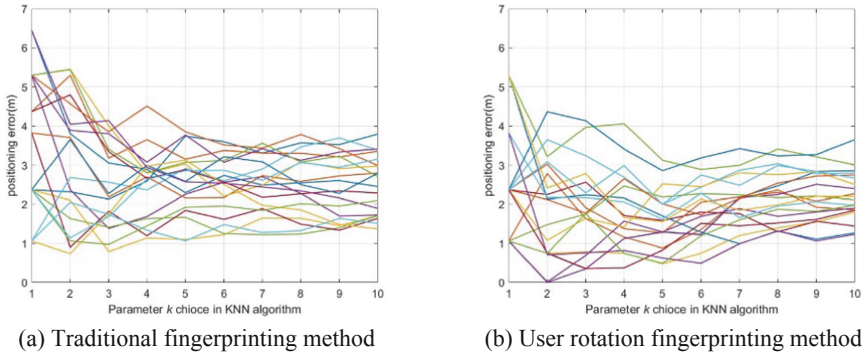 7
6
5
4
3
2
1
0
positioning error(m)
1 2 3 4 5 6 7 8 9 10
Parameter k chioce in KNN algorithm
(a) Traditional fingerprinting method
7
6
5
4
3
2
1
0
positioning error(m)
1 2 3 4 5 6 7 8 9 10
Parameter k chioce in KNN algorithm
(b) User rotation fingerprinting method